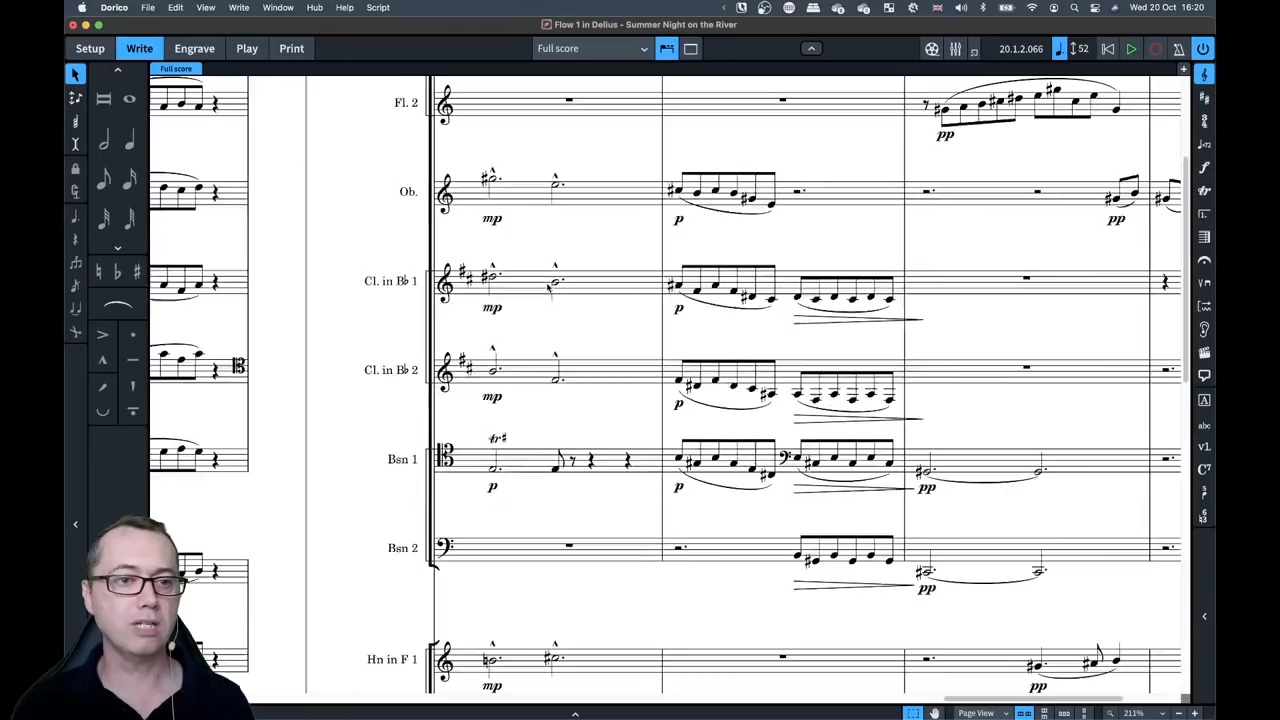 Dorico File Edit View Write Window Hub Help Script Wed 20 Oct 16:20
Flow 1 in Delius - Summer Night on the River
Setup Write Engrave Play Print Full score 20.1.2.066 52
Full score
Fl. 2
pp
Ob.
mp p pp
Cl. in B♭ 1
mp p
Cl. in B♭ 2
mp p
Bsn 1
tr♯
p p pp
Bsn 2
pp
Hn in F 1
mp pp
Page View 211%